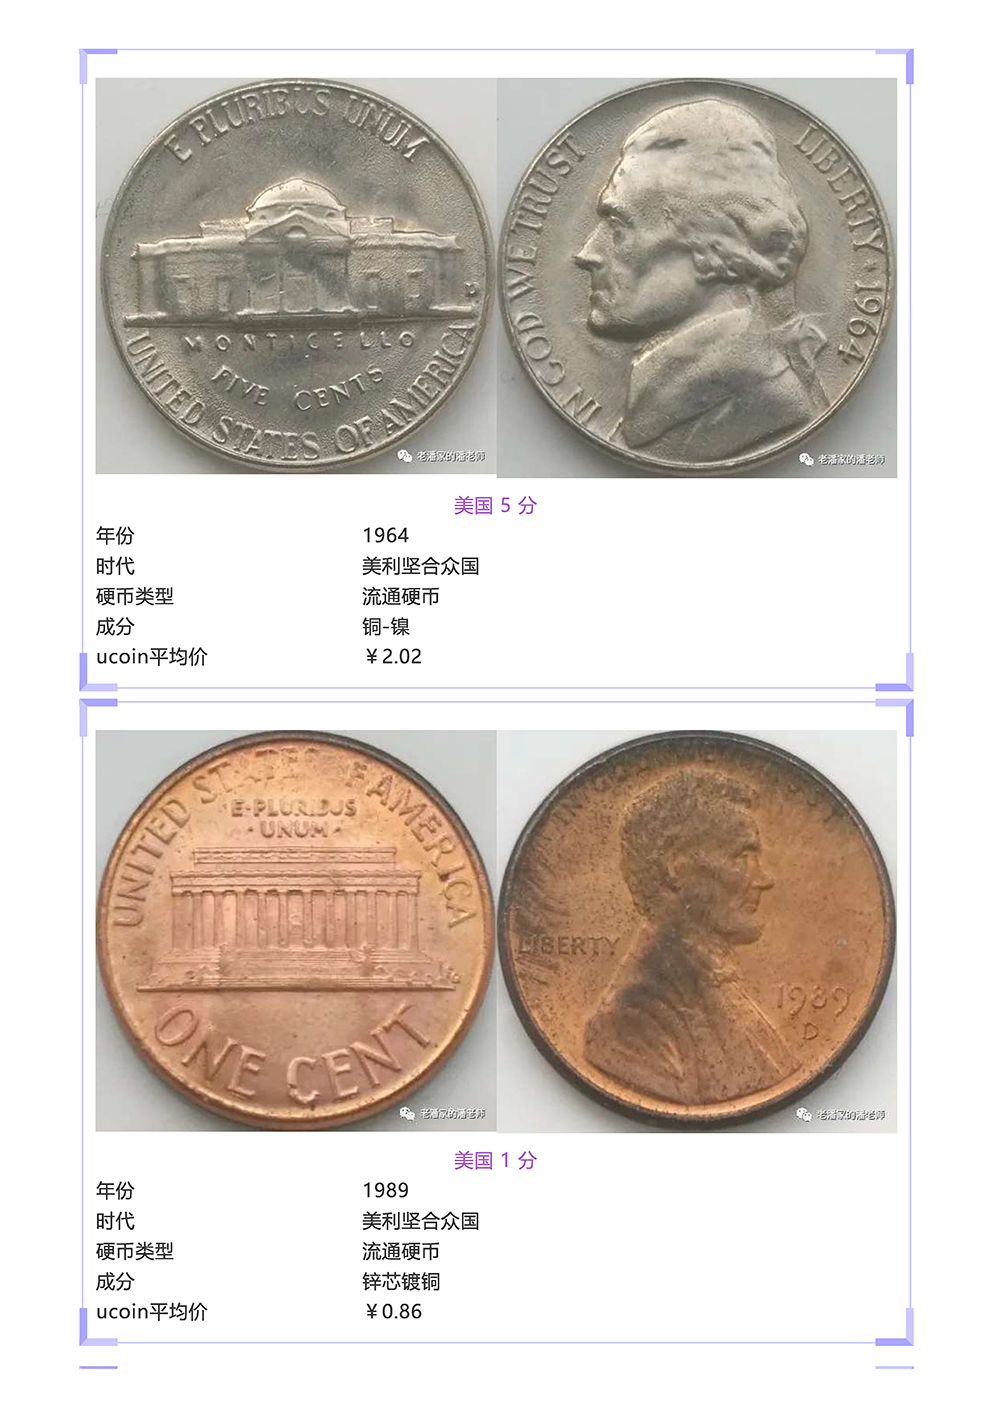 E PLURIBUS UNUM
MONTICELLO
FIVE CENTS
UNITED STATES OF AMERICA
D
老潘家的潘老师
IN GOD WE TRUST
LIBERTY ★ 1964
老潘家的潘老师
美国 5 分
年份 1964
时代 美利坚合众国
硬币类型 流通硬币
成分 铜-镍
ucoin平均价 ￥2.02
UNITED STATES OF AMERICA
E·PLURIBUS
·UNUM·
ONE CENT
老潘家的潘老师
IN GOD WE TRUST
LIBERTY
1989
D
老潘家的潘老师
美国 1 分
年份 1989
时代 美利坚合众国
硬币类型 流通硬币
成分 锌芯镀铜
ucoin平均价 ￥0.86